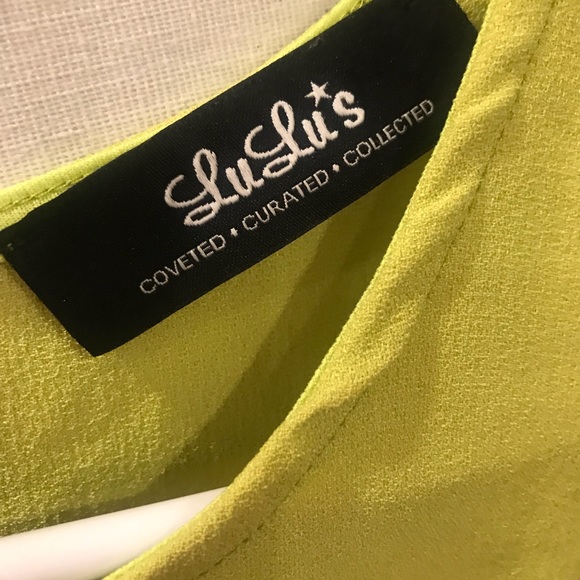 LuLu's
COVETED • CURATED • COLLECTED